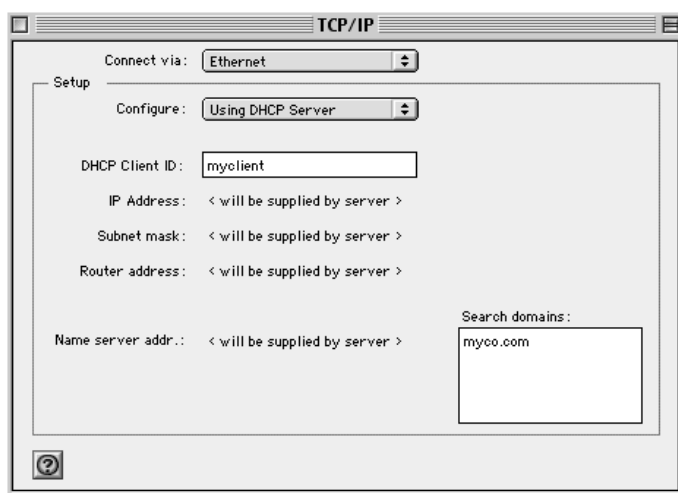 TCP/IP
Connect via: Ethernet
Setup
Configure: Using DHCP Server
DHCP Client ID: myclient
IP Address: < will be supplied by server >
Subnet mask: < will be supplied by server >
Router address: < will be supplied by server >
Search domains:
Name server addr.: < will be supplied by server > myco.com
?